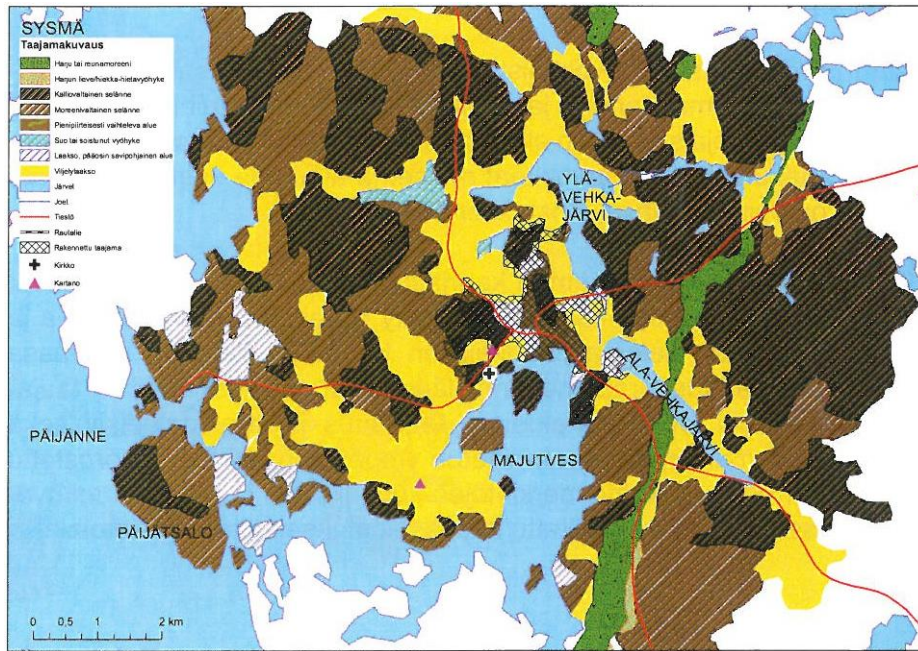 SYSMÄ
Taajamakuvaus
Harju tai reunamoreeni
Harjun lieve/hiekka-hietavyöhyke
Kalliovaltainen selänne
Moreenivaltainen selänne
Pienipiirteisesti vaihteleva alue
Suo tai soistunut vyöhyke
Laakso, pääosin savipohjainen alue
Viljelylaakso
Järvet
Joet
Tiestö
Rautatie
Rakennettu taajama
Kirkko
Kartano
YLÄ-
VEHKA-
JÄRVI
ALA-VEHKAJÄRVI
PÄIJÄNNE
MAJUTVESI
PÄIJÄTSALO
0 0,5 1 2 km